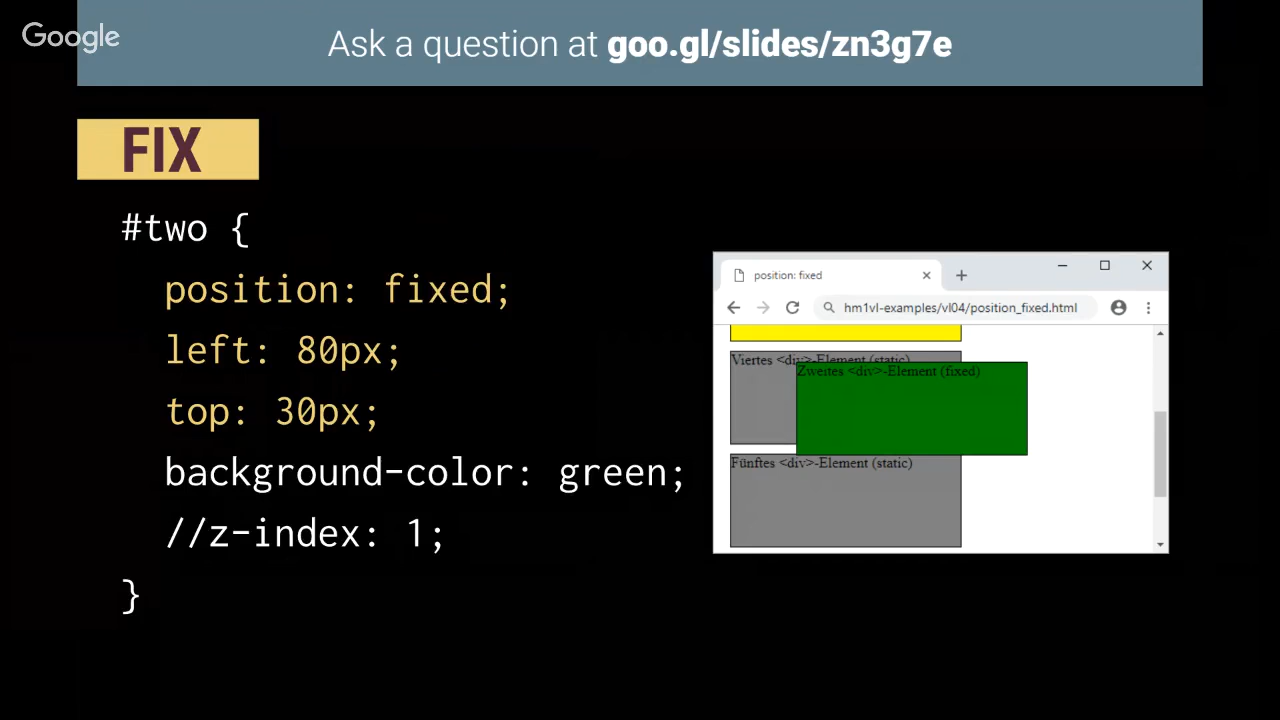 Google
Ask a question at goo.gl/slides/zn3g7e
FIX
#two {
position: fixed;
left: 80px;
top: 30px;
background-color: green;
//z-index: 1;
}
position: fixed
hm1vl-examples/vl04/position_fixed.html
Viertes <div>-Element (static)
Zweites <div>-Element (fixed)
Fünftes <div>-Element (static)